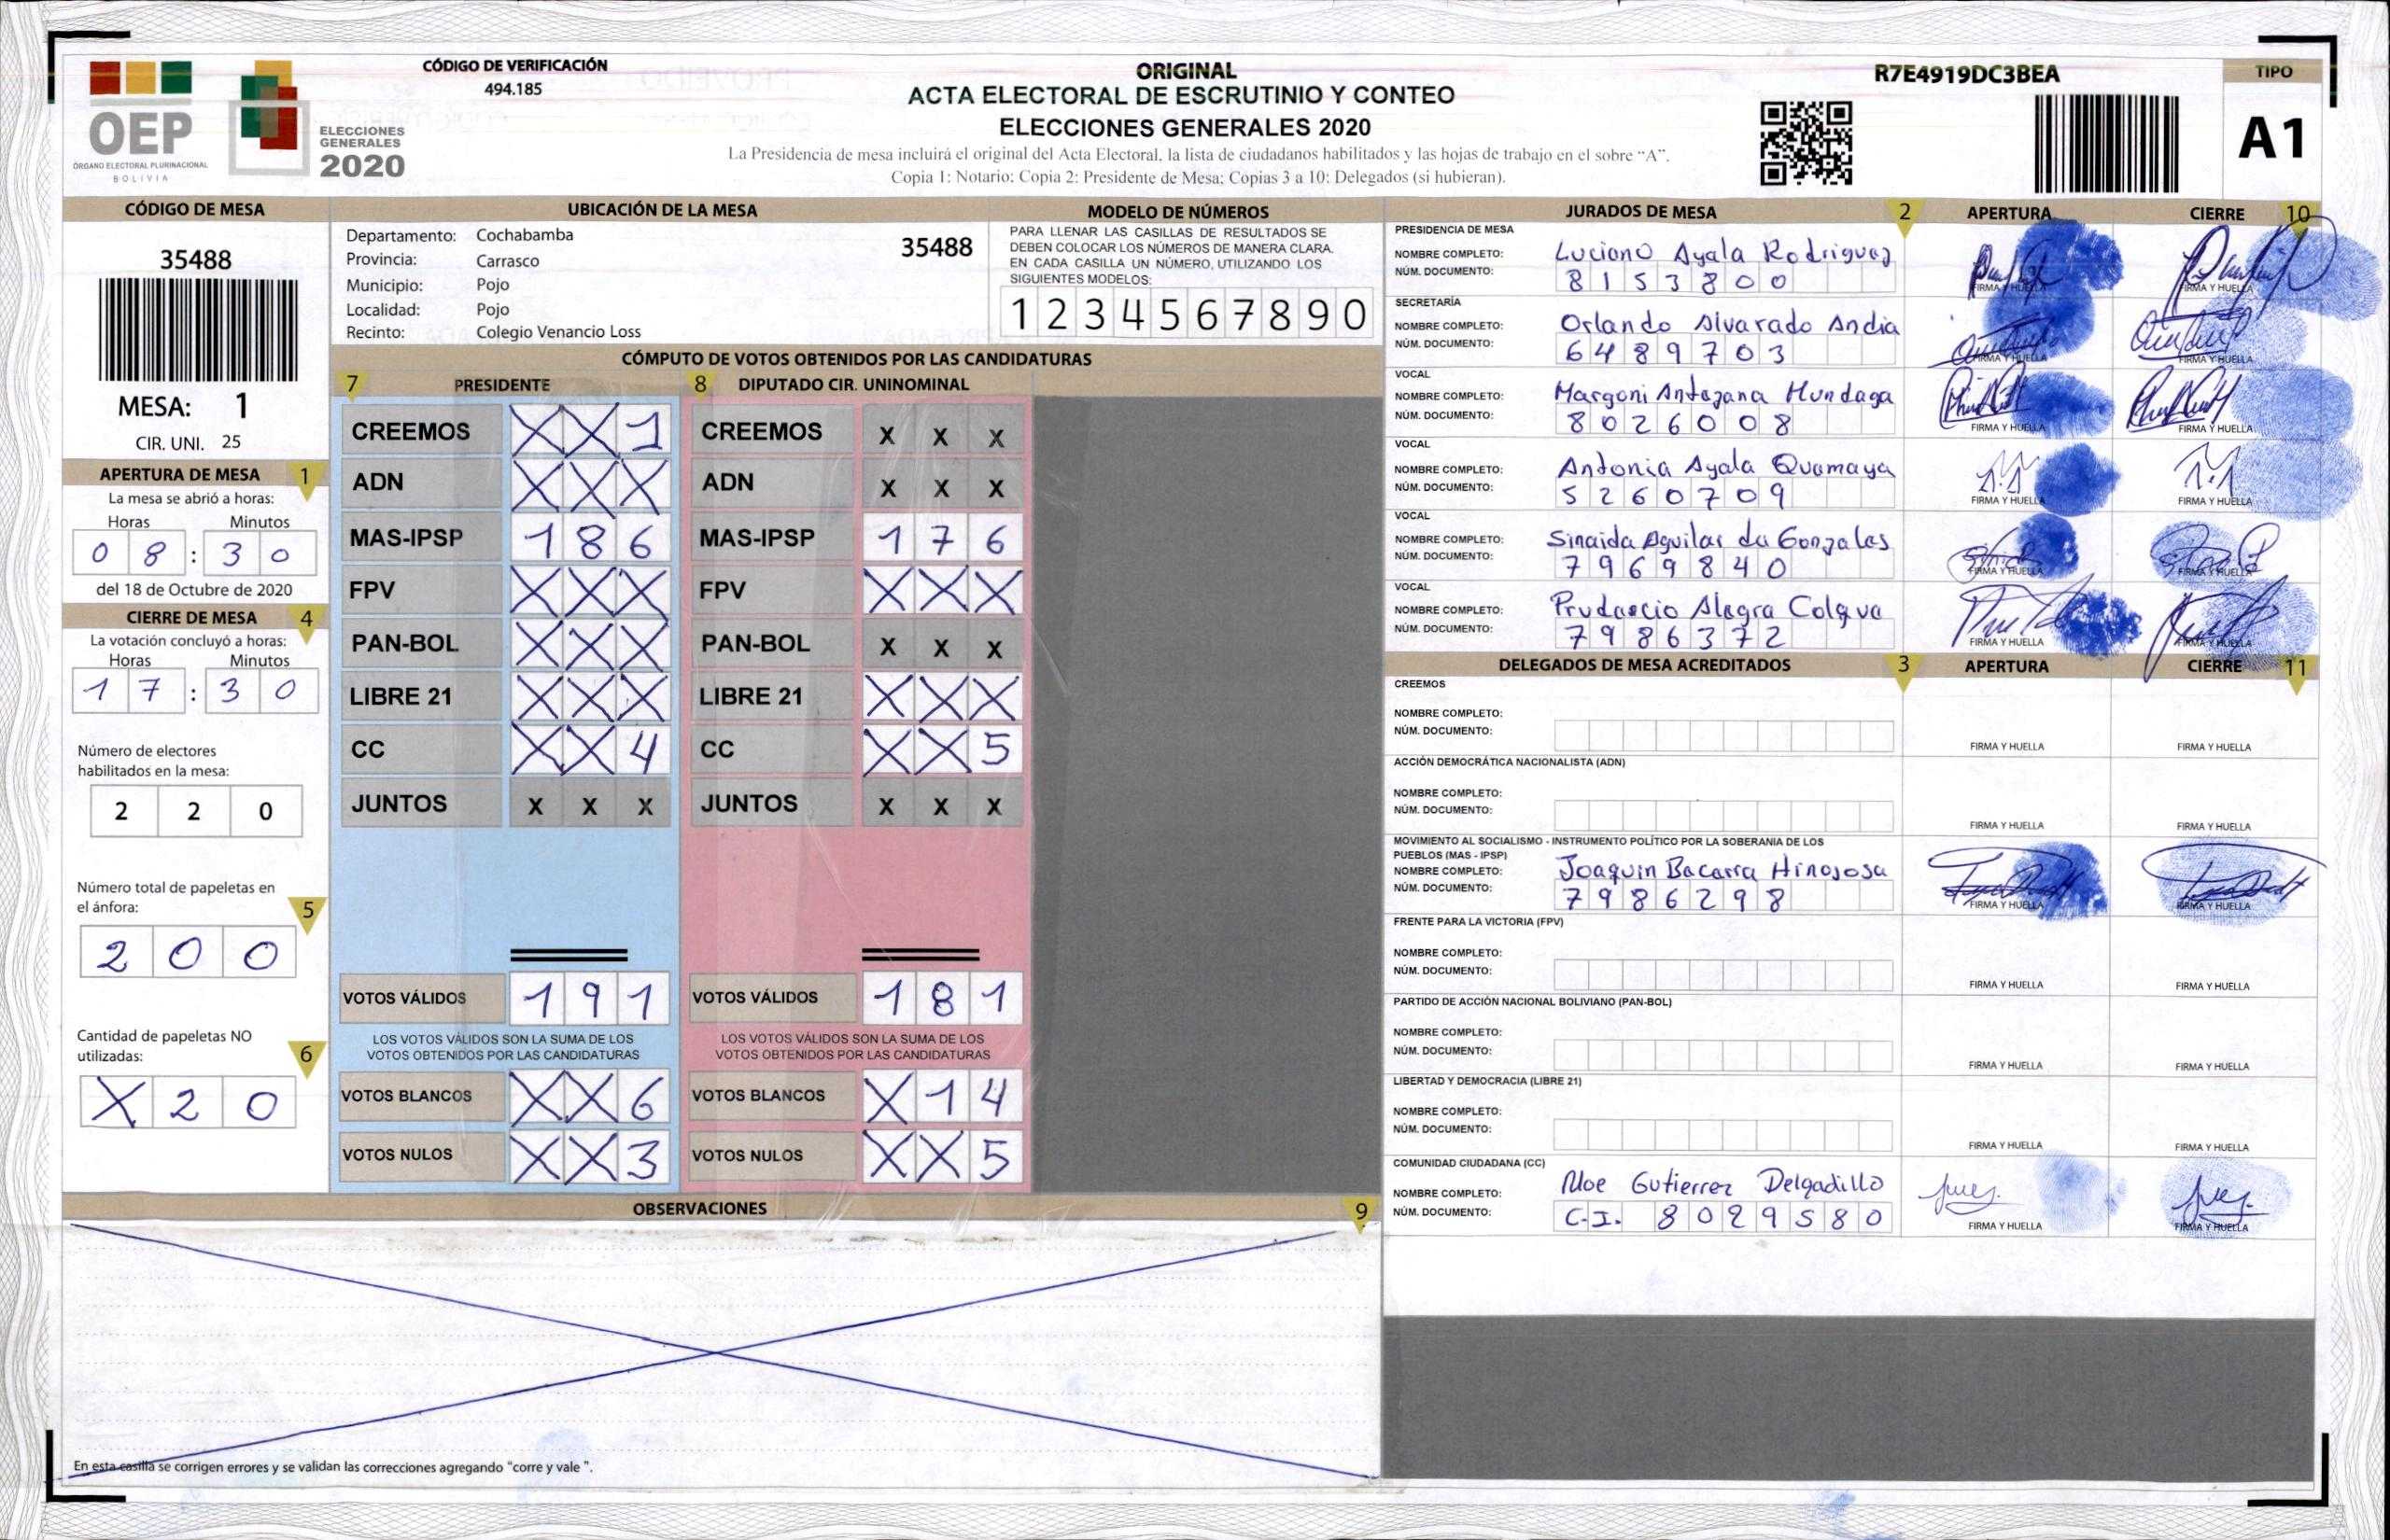 CÓDIGO DE VERIFICACIÓN
494.185
OEP
ÓRGANO ELECTORAL PLURINACIONAL
BOLIVIA
ELECCIONES
GENERALES
2020
ORIGINAL
ACTA ELECTORAL DE ESCRUTINIO Y CONTEO
ELECCIONES GENERALES 2020
La Presidencia de mesa incluirá el original del Acta Electoral, la lista de ciudadanos habilitados y las hojas de trabajo en el sobre "A".
Copia 1: Notario; Copia 2: Presidente de Mesa; Copias 3 a 10: Delegados (si hubieran).
R7E4919DC3BEA
TIPO
A1
CÓDIGO DE MESA
35488
MESA: 1
CIR. UNI. 25
APERTURA DE MESA 1
La mesa se abrió a horas:
Horas Minutos
0 8 : 3 0
del 18 de Octubre de 2020
CIERRE DE MESA 4
La votación concluyó a horas:
Horas Minutos
1 7 : 3 0
Número de electores
habilitados en la mesa:
2 2 0
Número total de papeletas en
el ánfora: 5
2 0 0
Cantidad de papeletas NO
utilizadas: 6
X 2 0
UBICACIÓN DE LA MESA
Departamento: Cochabamba 35488
Provincia: Carrasco
Municipio: Pojo
Localidad: Pojo
Recinto: Colegio Venancio Loss
MODELO DE NÚMEROS
PARA LLENAR LAS CASILLAS DE RESULTADOS SE
DEBEN COLOCAR LOS NÚMEROS DE MANERA CLARA.
EN CADA CASILLA UN NÚMERO, UTILIZANDO LOS
SIGUIENTES MODELOS:
1 2 3 4 5 6 7 8 9 0
CÓMPUTO DE VOTOS OBTENIDOS POR LAS CANDIDATURAS
7 PRESIDENTE 8 DIPUTADO CIR. UNINOMINAL
CREEMOS X X 1 CREEMOS X X X
ADN X X X ADN X X X
MAS-IPSP 1 8 6 MAS-IPSP 1 7 6
FPV X X X FPV X X X
PAN-BOL X X X PAN-BOL X X X
LIBRE 21 X X X LIBRE 21 X X X
CC X X 4 CC X X 5
JUNTOS X X X JUNTOS X X X
VOTOS VÁLIDOS 1 9 1 VOTOS VÁLIDOS 1 8 1
LOS VOTOS VÁLIDOS SON LA SUMA DE LOS LOS VOTOS VÁLIDOS SON LA SUMA DE LOS
VOTOS OBTENIDOS POR LAS CANDIDATURAS VOTOS OBTENIDOS POR LAS CANDIDATURAS
VOTOS BLANCOS X X 6 VOTOS BLANCOS X 1 4
VOTOS NULOS X X 3 VOTOS NULOS X X 5
OBSERVACIONES 9
En esta casilla se corrigen errores y se validan las correcciones agregando "corre y vale ".
JURADOS DE MESA 2 APERTURA CIERRE 10
PRESIDENCIA DE MESA
NOMBRE COMPLETO: Luciano Ayala Rodriguez
NÚM. DOCUMENTO: 8 1 5 3 8 0 0
FIRMA Y HUELLA FIRMA Y HUELLA
SECRETARÍA
NOMBRE COMPLETO: Orlando Alvarado Andia
NÚM. DOCUMENTO: 6 4 8 9 7 0 3
FIRMA Y HUELLA FIRMA Y HUELLA
VOCAL
NOMBRE COMPLETO: Margoni Antezana
NÚM. DOCUMENTO: 8 0 2 6 0 0 8
FIRMA Y HUELLA FIRMA Y HUELLA
VOCAL
NOMBRE COMPLETO: Antonia Ayala Quamaya
NÚM. DOCUMENTO: 5 2 6 0 7 0 9
FIRMA Y HUELLA FIRMA Y HUELLA
VOCAL
NOMBRE COMPLETO: Sinaida Aguilar de Gonzales
NÚM. DOCUMENTO: 7 9 6 9 8 4 0
FIRMA Y HUELLA FIRMA Y HUELLA
VOCAL
NOMBRE COMPLETO: Alegra Colque
NÚM. DOCUMENTO: 7 9 8 6 3 7 2
FIRMA Y HUELLA FIRMA Y HUELLA
DELEGADOS DE MESA ACREDITADOS 3 APERTURA CIERRE 11
CREEMOS
NOMBRE COMPLETO:
NÚM. DOCUMENTO:
FIRMA Y HUELLA FIRMA Y HUELLA
ACCIÓN DEMOCRÁTICA NACIONALISTA (ADN)
NOMBRE COMPLETO:
NÚM. DOCUMENTO:
FIRMA Y HUELLA FIRMA Y HUELLA
MOVIMIENTO AL SOCIALISMO - INSTRUMENTO POLÍTICO POR LA SOBERANIA DE LOS
PUEBLOS (MAS - IPSP)
NOMBRE COMPLETO: Joaquin Bacarra Hinojosa
NÚM. DOCUMENTO: 7 9 8 6 2 9 8
FIRMA Y HUELLA FIRMA Y HUELLA
FRENTE PARA LA VICTORIA (FPV)
NOMBRE COMPLETO:
NÚM. DOCUMENTO:
FIRMA Y HUELLA FIRMA Y HUELLA
PARTIDO DE ACCIÓN NACIONAL BOLIVIANO (PAN-BOL)
NOMBRE COMPLETO:
NÚM. DOCUMENTO:
FIRMA Y HUELLA FIRMA Y HUELLA
LIBERTAD Y DEMOCRACIA (LIBRE 21)
NOMBRE COMPLETO:
NÚM. DOCUMENTO:
FIRMA Y HUELLA FIRMA Y HUELLA
COMUNIDAD CIUDADANA (CC)
NOMBRE COMPLETO: Noe Gutierrez Delgadillo
NÚM. DOCUMENTO: C.I. 8 0 2 9 5 8 0
FIRMA Y HUELLA FIRMA Y HUELLA